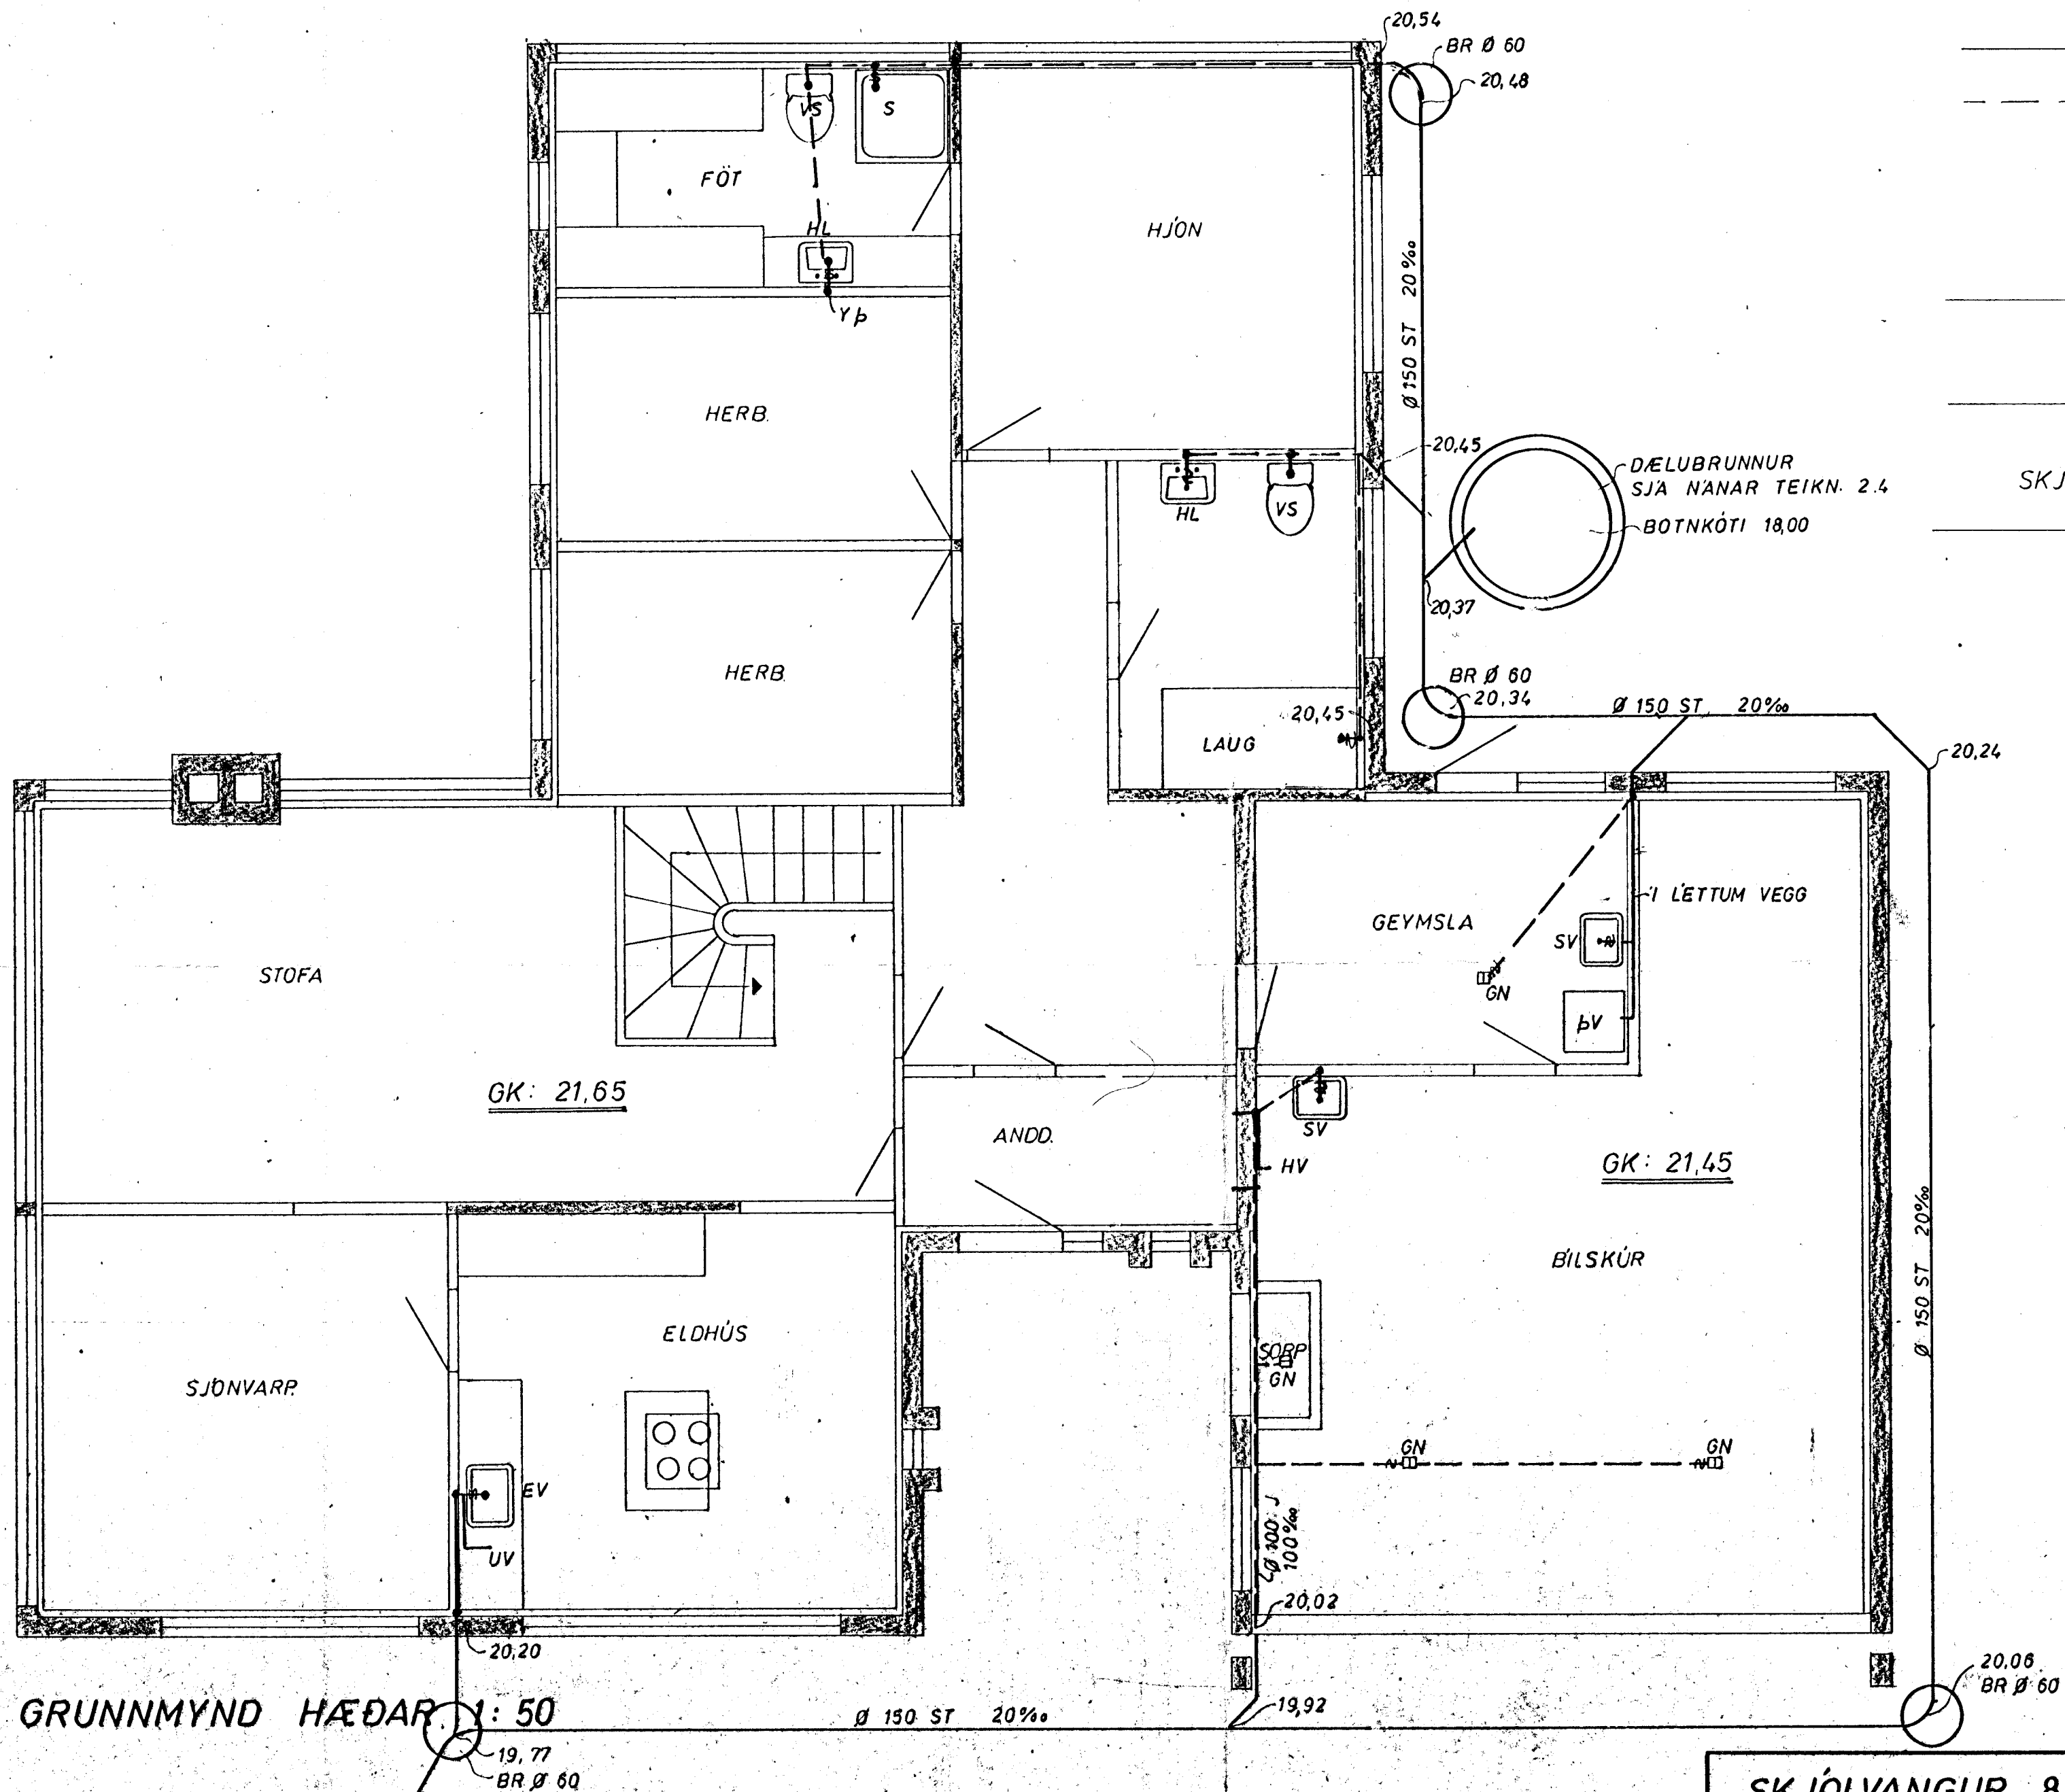 20,54
BR Ø 60
20,48
VS
S
FÖT
HL
HJÓN
YÞ
Ø 150 ST 20‰
HERB.
20,45
DÆLUBRUNNUR
SJÁ NÁNAR TEIKN. 2.4
BOTNKÓTI 18,00
SKJ
HL
VS
20,37
HERB.
BR Ø 60
20,34
Ø 150 ST 20‰
20,45
LAUG
20,24
Í LÉTTUM VEGG
GEYMSLA
SV
GN
ÞV
STOFA
GK: 21,65
ANDD.
SV
HV
GK: 21,45
Ø 150 ST 20‰
BÍLSKÚR
ELDHÚS
SORP
GN
SJÓNVARP.
GN
GN
EV
UV
Ø 100 J
100‰
20,02
20,20
20,06
BR Ø 60
GRUNNMYND HÆÐAR 1:50
Ø 150 ST 20‰
19,92
19,77
BR Ø 60
SKJÓLVANGUR 8